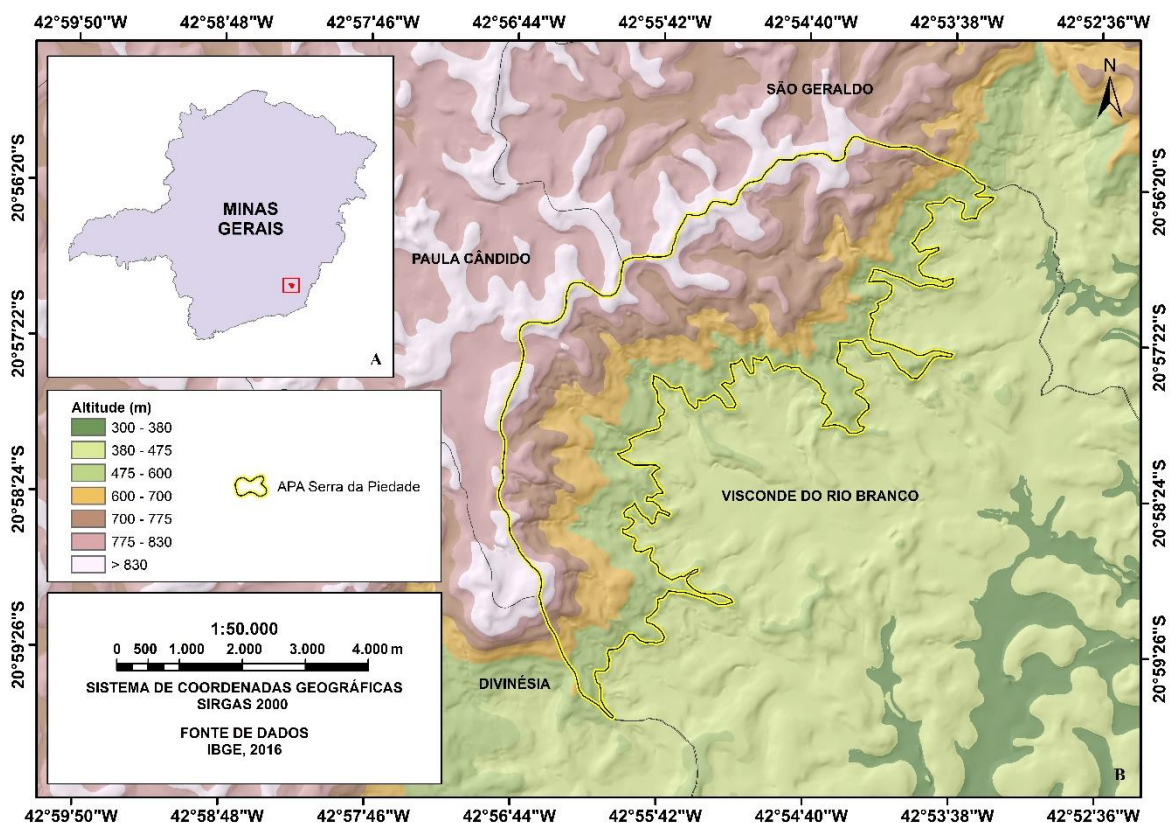 42°59'50"W 42°58'48"W 42°57'46"W 42°56'44"W 42°55'42"W 42°54'40"W 42°53'38"W 42°52'36"W
N
SÃO GERALDO
20°56'20"S
20°56'20"S
MINAS
GERAIS
PAULA CÂNDIDO
20°57'22"S
20°57'22"S
A
Altitude (m)
300 - 380
380 - 475
475 - 600
600 - 700
700 - 775
775 - 830
> 830
APA Serra da Piedade
20°58'24"S
20°58'24"S
VISCONDE DO RIO BRANCO
1:50.000
0 500 1.000 2.000 3.000 4.000 m
SISTEMA DE COORDENADAS GEOGRÁFICAS
SIRGAS 2000
FONTE DE DADOS
IBGE, 2016
20°59'26"S
20°59'26"S
DIVINÉSIA
B
42°59'50"W 42°58'48"W 42°57'46"W 42°56'44"W 42°55'42"W 42°54'40"W 42°53'38"W 42°52'36"W